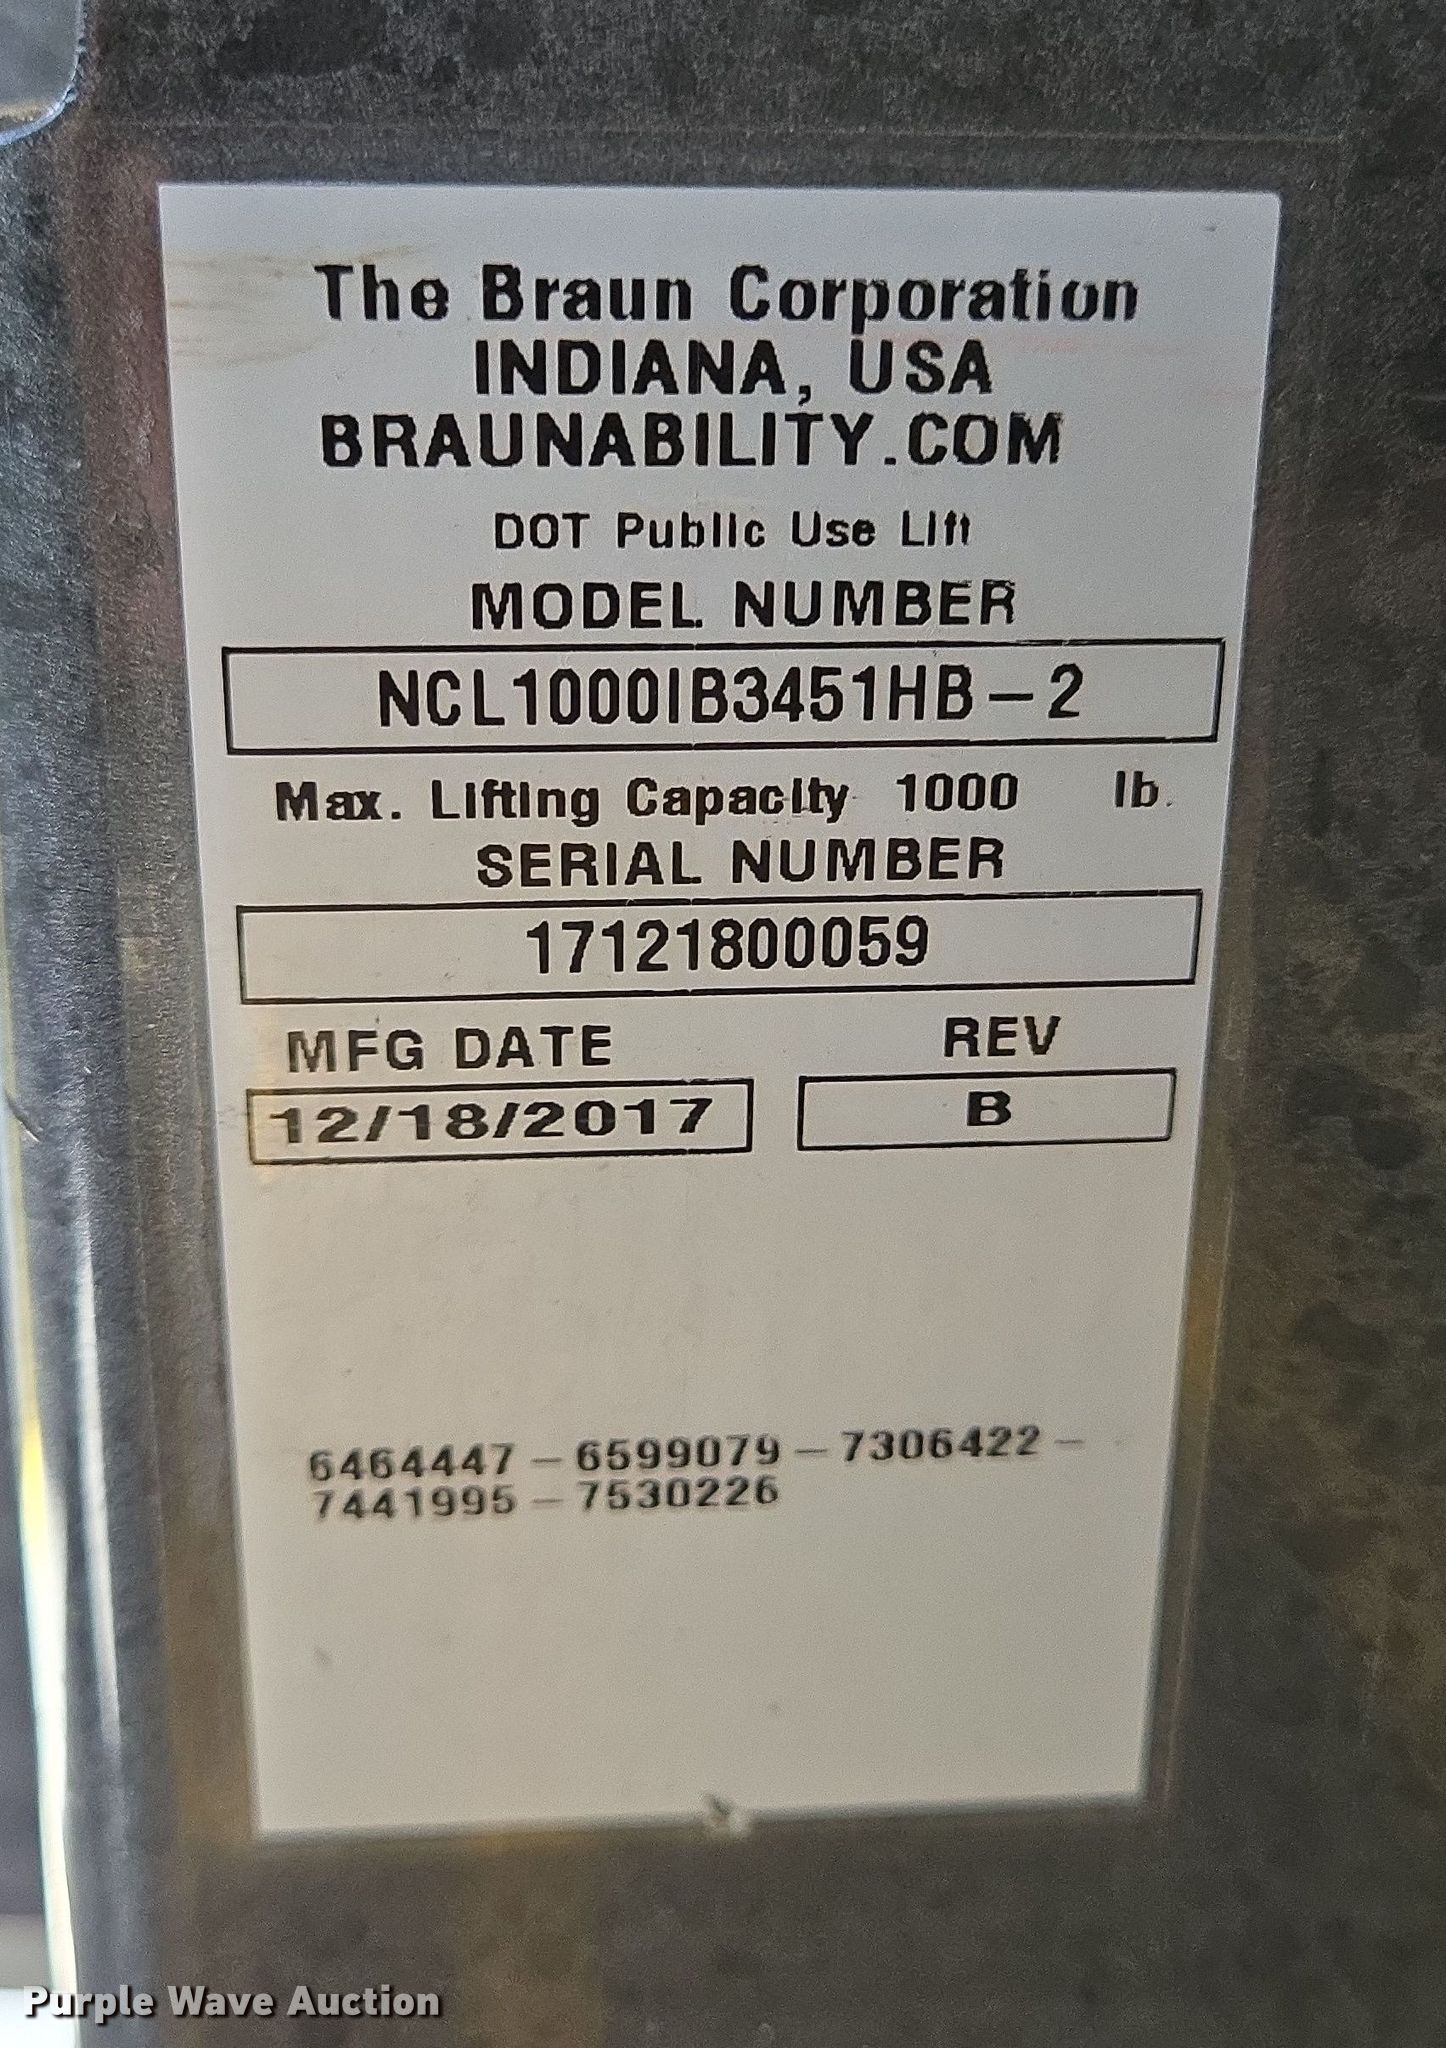 The Braun Corporation
INDIANA, USA
BRAUNABILITY.COM
DOT Public Use Lift
MODEL NUMBER
NCL1000IB3451HB-2
Max. Lifting Capacity 1000 lb.
SERIAL NUMBER
17121800059
MFG DATE REV
12/18/2017 B
6464447-6599079-7306422-
7441995-7530226
Purple Wave Auction